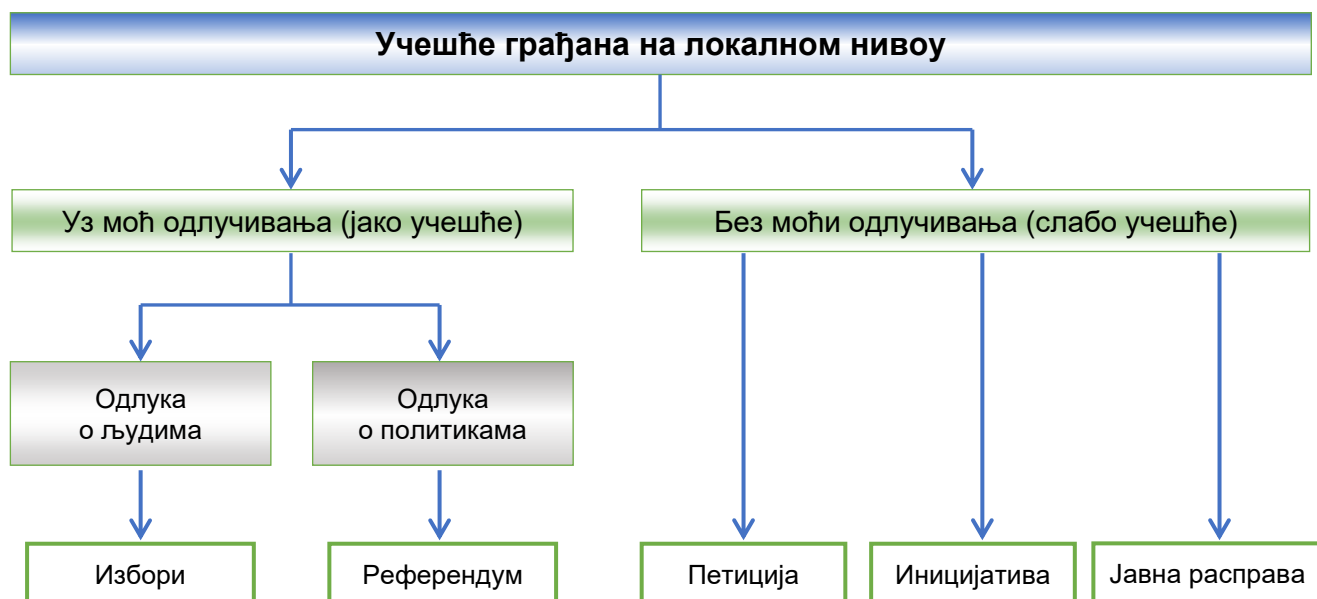 Учешће грађана на локалном нивоу
Уз моћ одлучивања (јако учешће)
Без моћи одлучивања (слабо учешће)
Одлука
о људима
Одлука
о политикама
Избори
Референдум
Петиција
Иницијатива
Јавна расправа